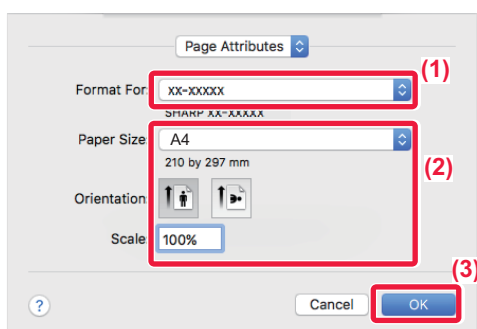 Page Attributes
(1)
Format For: xx-xxxxx
SHARP xx-xxxxx
Paper Size: A4
210 by 297 mm
(2)
Orientation:
Scale: 100%
(3)
? Cancel OK